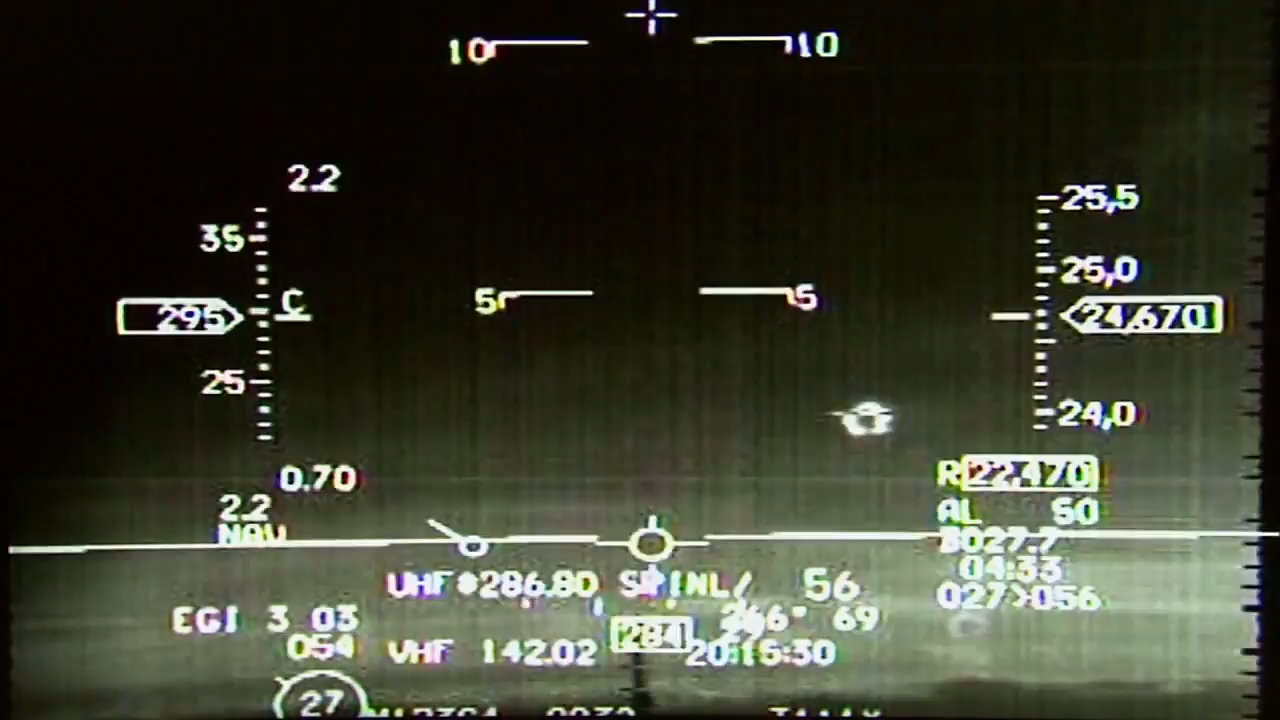 10 10
2.2
25,5
35
25,0
5 5
C
295 24,670
25
24,0
0.70
R 22,470
2.2
AL 50
NAV
B027.7
04:33
UHF 286.80 56
027>056
EGI 3 03
69
284
054
VHF 142.02 20:15:30
27